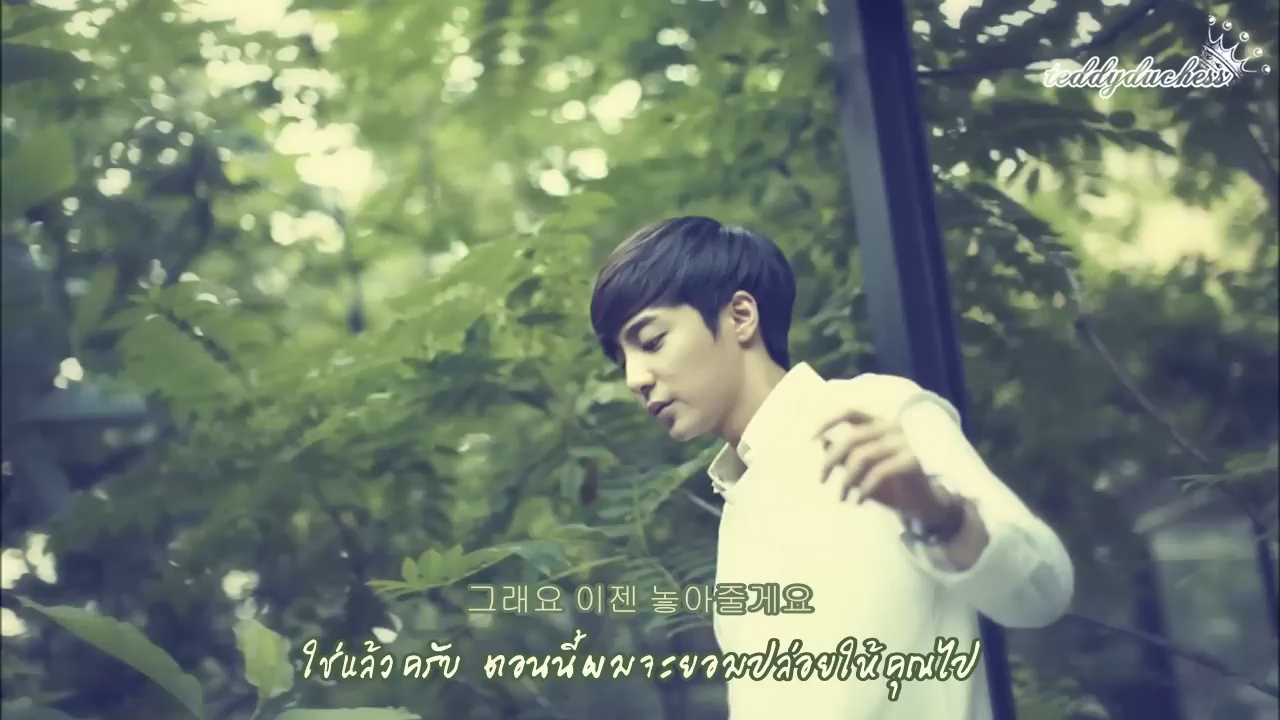 teddyduchess
그래요 이젠 놓아줄게요
ใช่แล้ว ครับ ตอนนี้ผมจะยอมปล่อยให้คุณไป